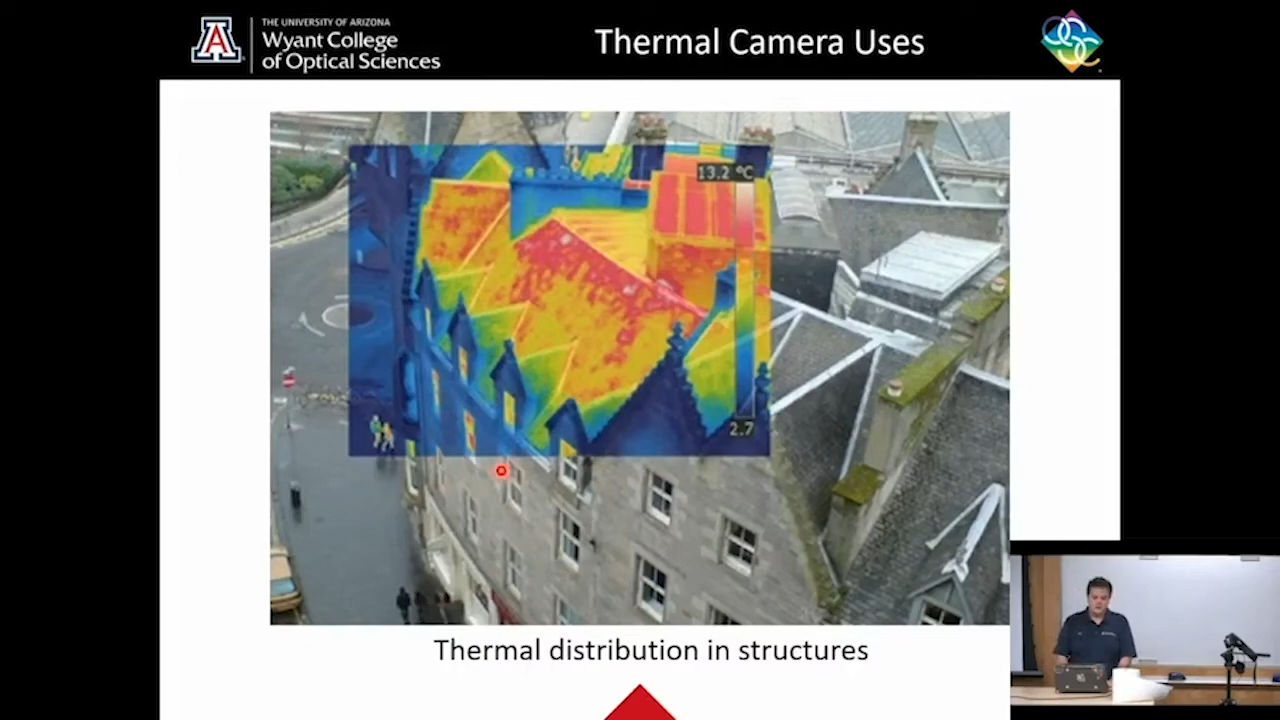 THE UNIVERSITY OF ARIZONA
Wyant College
of Optical Sciences
Thermal Camera Uses
13.2 °C
2.7
Thermal distribution in structures